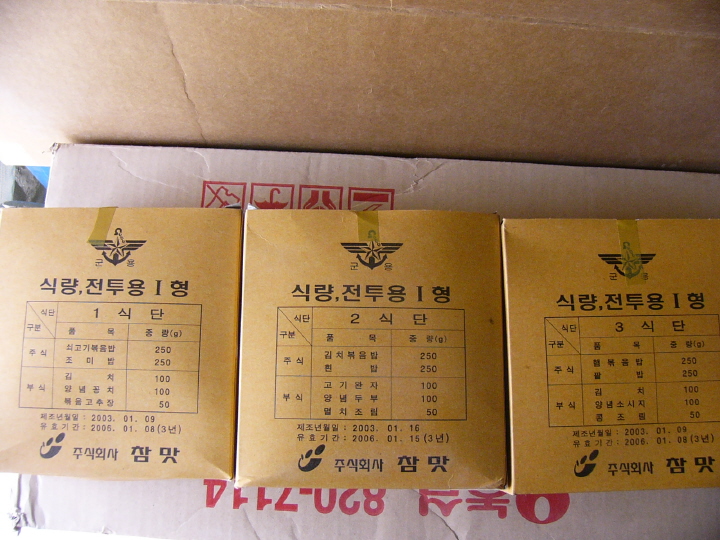 군 용
식량,전투용 I 형
식단 구분 1 식 단
품 목 중 량(g)
주 식 쇠고기볶음밥 250
조 미 밥 250
부 식 김 치 100
양 념 꽁 치 100
볶음고추장 50
제조년월일 : 2003. 01. 09
유 효 기 간 : 2006. 01. 08 (3년)
주식회사 참 맛
군 용
식량,전투용 I 형
식단 구분 2 식 단
품 목 중 량(g)
주 식 김치볶음밥 250
흰 밥 250
부 식 고 기 완 자 100
양 념 두 부 100
멸 치 조 림 50
제조년월일 : 2003. 01. 16
유 효 기 간 : 2006. 01. 15 (3년)
주식회사 참 맛
군 용
식량,전투용 I 형
식단 구분 3 식 단
품 목 중 량(g)
주 식 햄볶음밥 250
팥 밥 250
부 식 김 치 100
양념소시지 100
콩 조 림 50
제조년월일 : 2003. 01. 09
유 효 기 간 : 2006. 01. 08 (3년)
주식회사 참 맛
농심 820-7114